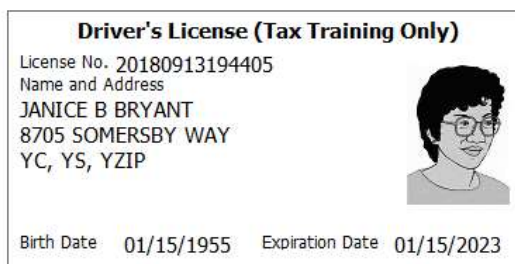 Driver's License (Tax Training Only)
License No. 20180913194405
Name and Address
JANICE B BRYANT
8705 SOMERSBY WAY
YC, YS, YZIP
Birth Date 01/15/1955 Expiration Date 01/15/2023